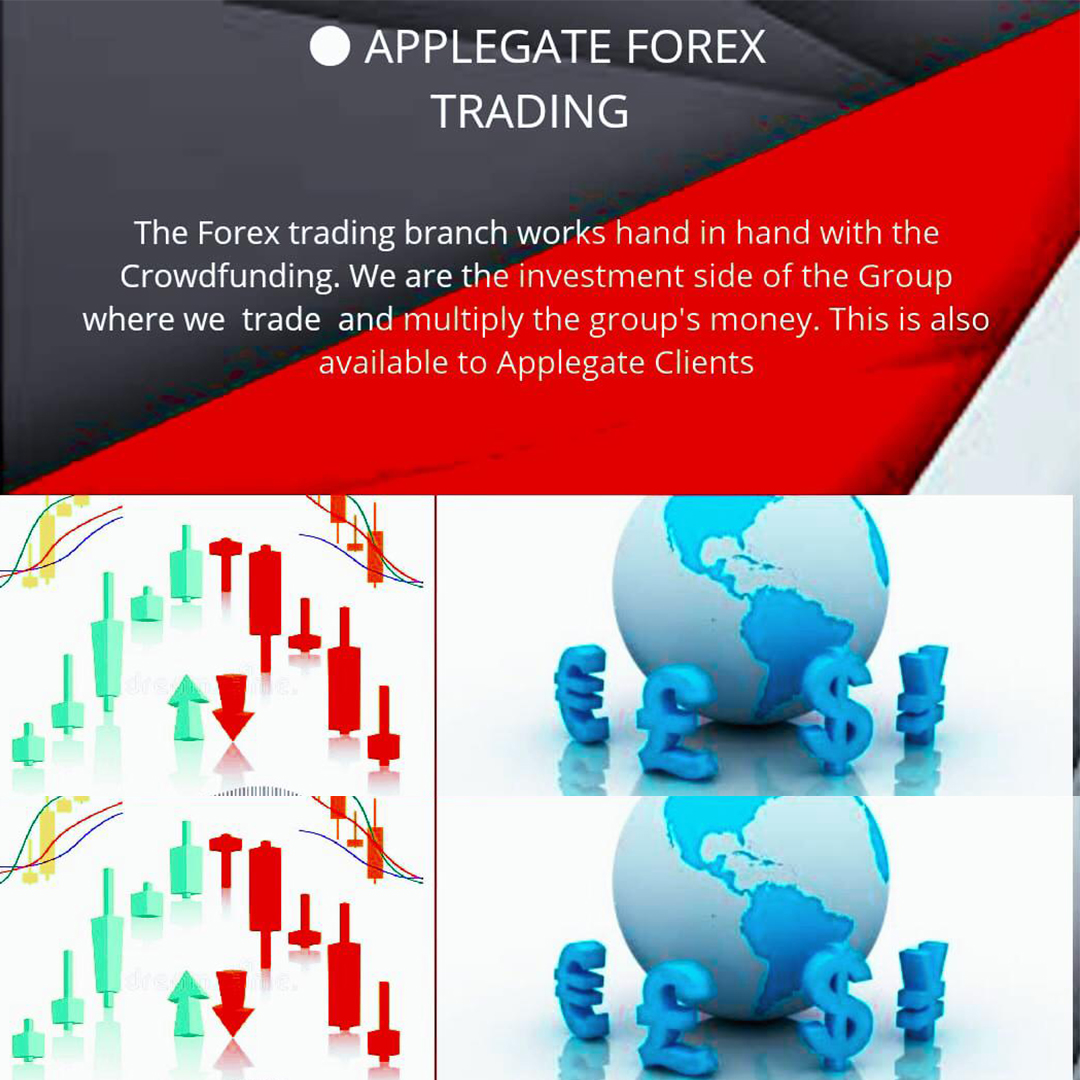 APPLEGATE FOREX
TRADING
The Forex trading branch works hand in hand with the
Crowdfunding. We are the investment side of the Group
where we trade and multiply the group's money. This is also
available to Applegate Clients